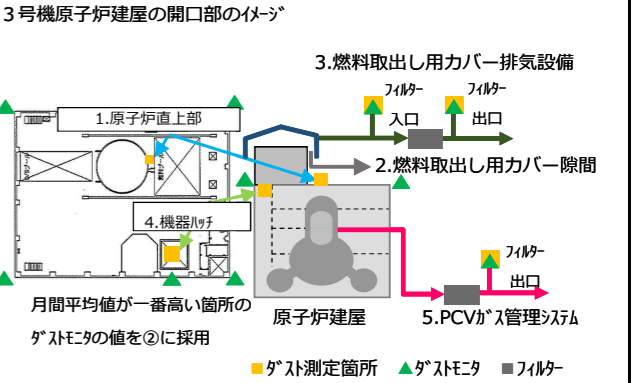 ３号機原子炉建屋の開口部のｲﾒｰｼﾞ
3.燃料取出し用カバー排気設備
ﾌｨﾙﾀｰ
ﾌｨﾙﾀｰ
1.原子炉直上部
入口
出口
2.燃料取出し用カバー隙間
4.機器ﾊｯﾁ
ﾌｨﾙﾀｰ
出口
月間平均値が一番高い箇所の
ﾀﾞｽﾄﾓﾆﾀの値を②に採用
原子炉建屋
5.PCVｶﾞｽ管理ｼｽﾃﾑ
ﾀﾞｽﾄ測定箇所
ﾀﾞｽﾄﾓﾆﾀ
ﾌｨﾙﾀｰ